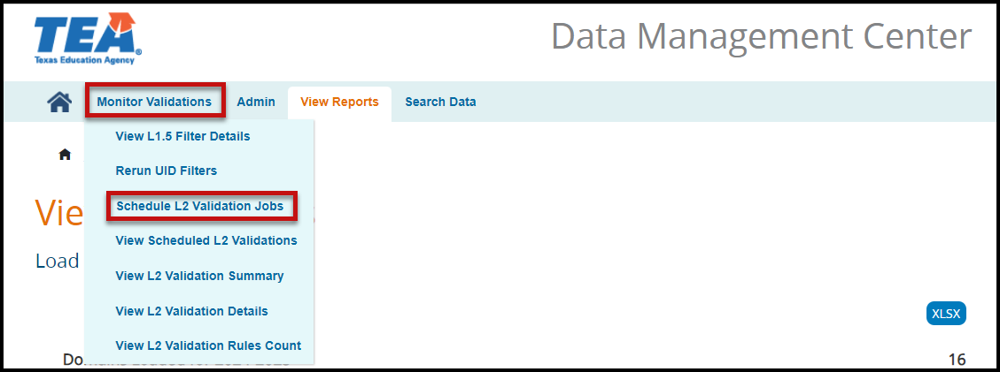 TEA
Texas Education Agency
Data Management Center
Monitor Validations Admin View Reports Search Data
View L1.5 Filter Details
Rerun UID Filters
Vie
Schedule L2 Validation Jobs
View Scheduled L2 Validations
Load
View L2 Validation Summary
View L2 Validation Details
XLSX
View L2 Validation Rules Count
16